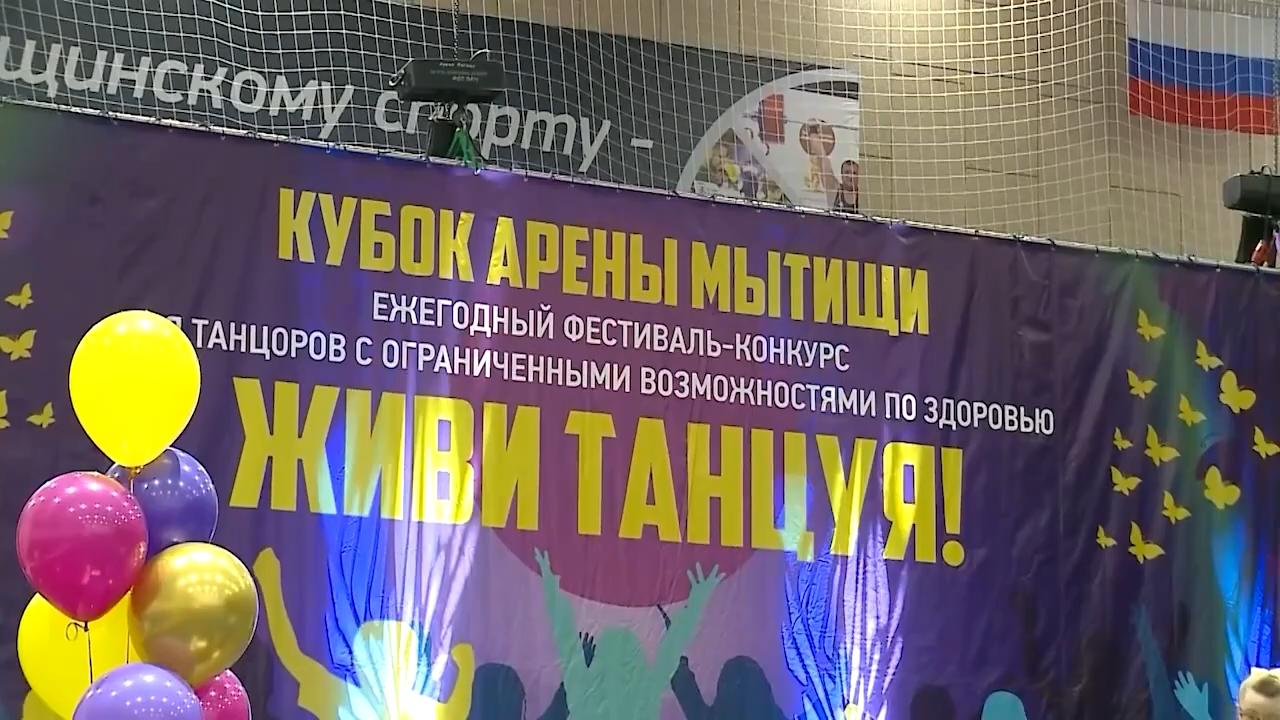 щинскому спорту -
КУБОК АРЕНЫ МЫТИЩИ
ЕЖЕГОДНЫЙ ФЕСТИВАЛЬ-КОНКУРС
ТАНЦОРОВ С ОГРАНИЧЕННЫМИ ВОЗМОЖНОСТЯМИ ПО ЗДОРОВЬЮ
ЖИВИ ТАНЦУЯ!